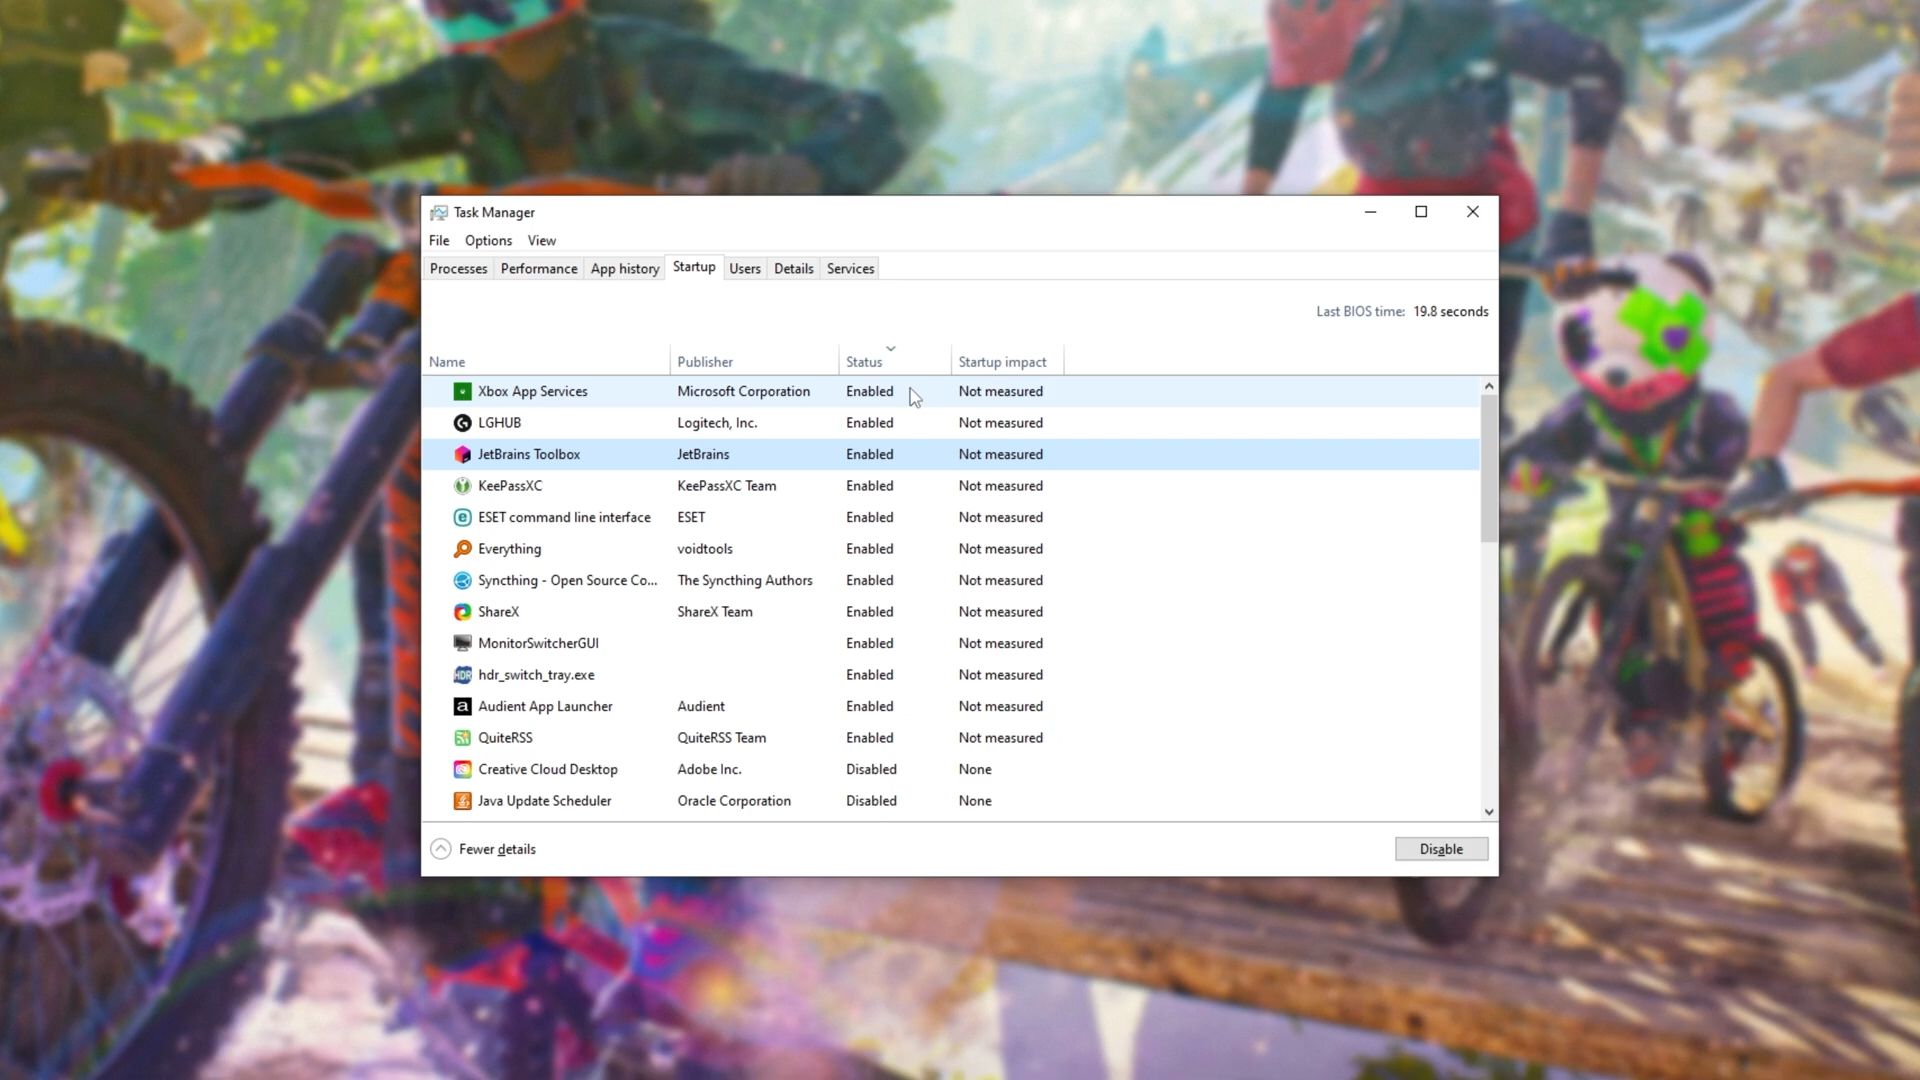 Task Manager
File Options View
Processes Performance App history Startup Users Details Services
Last BIOS time: 19.8 seconds
Name Publisher Status Startup impact
Xbox App Services Microsoft Corporation Enabled Not measured
LGHUB Logitech, Inc. Enabled Not measured
JetBrains Toolbox JetBrains Enabled Not measured
KeePassXC KeePassXC Team Enabled Not measured
ESET command line interface ESET Enabled Not measured
Everything voidtools Enabled Not measured
Syncthing - Open Source Co... The Syncthing Authors Enabled Not measured
ShareX ShareX Team Enabled Not measured
MonitorSwitcherGUI Enabled Not measured
HDR hdr_switch_tray.exe Enabled Not measured
a Audient App Launcher Audient Enabled Not measured
QuiteRSS QuiteRSS Team Enabled Not measured
Creative Cloud Desktop Adobe Inc. Disabled None
Java Update Scheduler Oracle Corporation Disabled None
Fewer details Disable